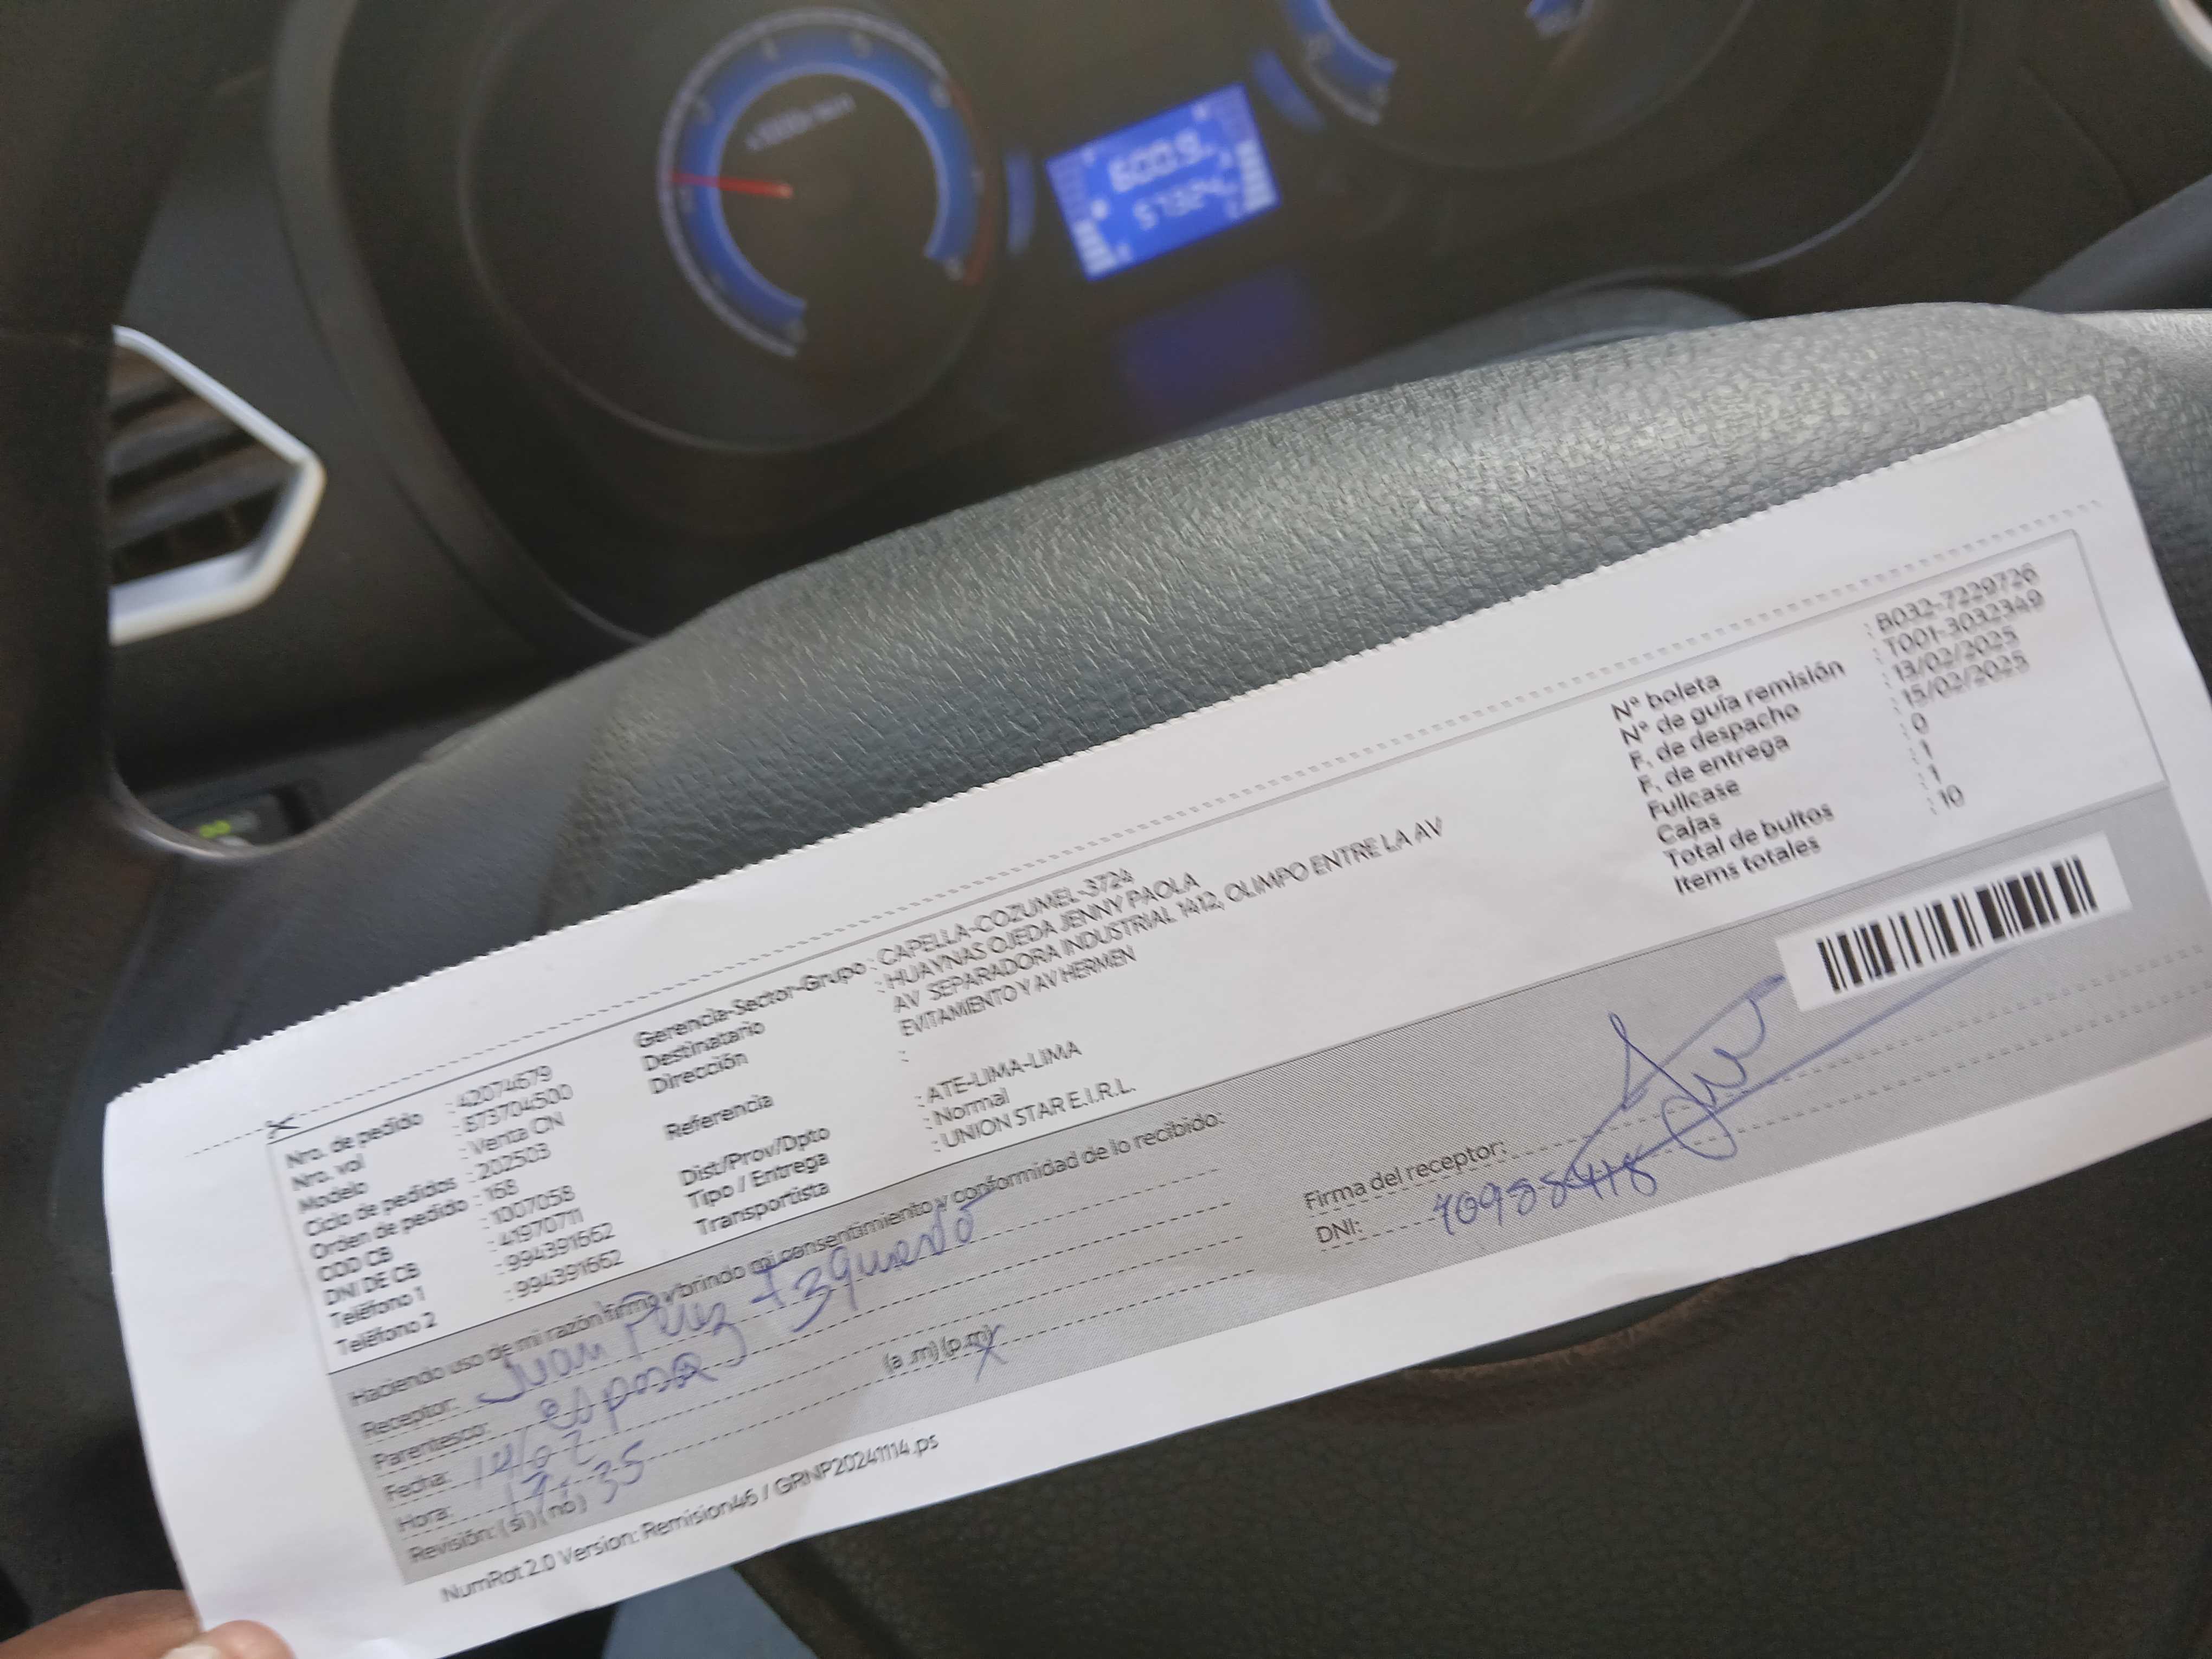 600.9
Nro. de pedido : 42074679
Nro. vol : 873704500
Modelo : Venta CN
Ciclo de pedidos : 202503
Orden de pedido : 168
COD CB : 1007058
DNI DE CB : 41970711
Teléfono 1 : 994391662
Teléfono 2 : 994391662
Gerencia-Sector-Grupo : CAPELLA-COZUMEL-3724
Destinatario : HUAYNAS OJEDA JENNY PAOLA
Dirección : AV SEPARADORA INDUSTRIAL 1412, OLIMPO ENTRE LA AV
EVITAMIENTO Y AV HERMEN
Referencia :
Dist/Prov/Dpto : ATE-LIMA-LIMA
Tipo / Entrega : Normal
Transportista : UNION STAR E.I.R.L.
N° boleta : B032-7229726
N° de guía remisión : T001-3032349
F. de despacho : 13/02/2025
F. de entrega : 15/02/2025
Fullcase : 0
Cajas : 1
Total de bultos : 1
Items totales : 10
Haciendo uso de mi razón firmo y brindo mi consentimiento y conformidad de lo recibido:
Receptor: Juan Pérez Izquierdo
Parentesco: esposo
Fecha: 14/02
Hora: 17:35 (a .m) (p.m)
Revisión: (si) (no)
Firma del receptor:
DNI: 40988418
NumRot 2.0 Version: Remision46 / GRNP20241114.ps